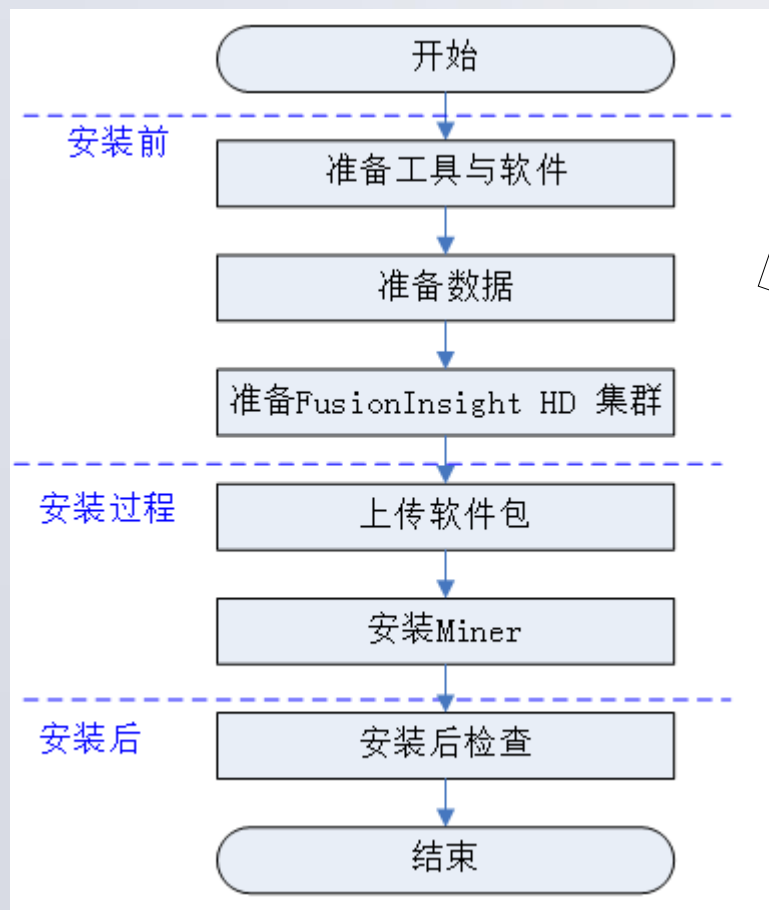 开始
安装前
准备工具与软件
准备数据
准备FusionInsight HD 集群
安装过程
上传软件包
安装Miner
安装后
安装后检查
结束